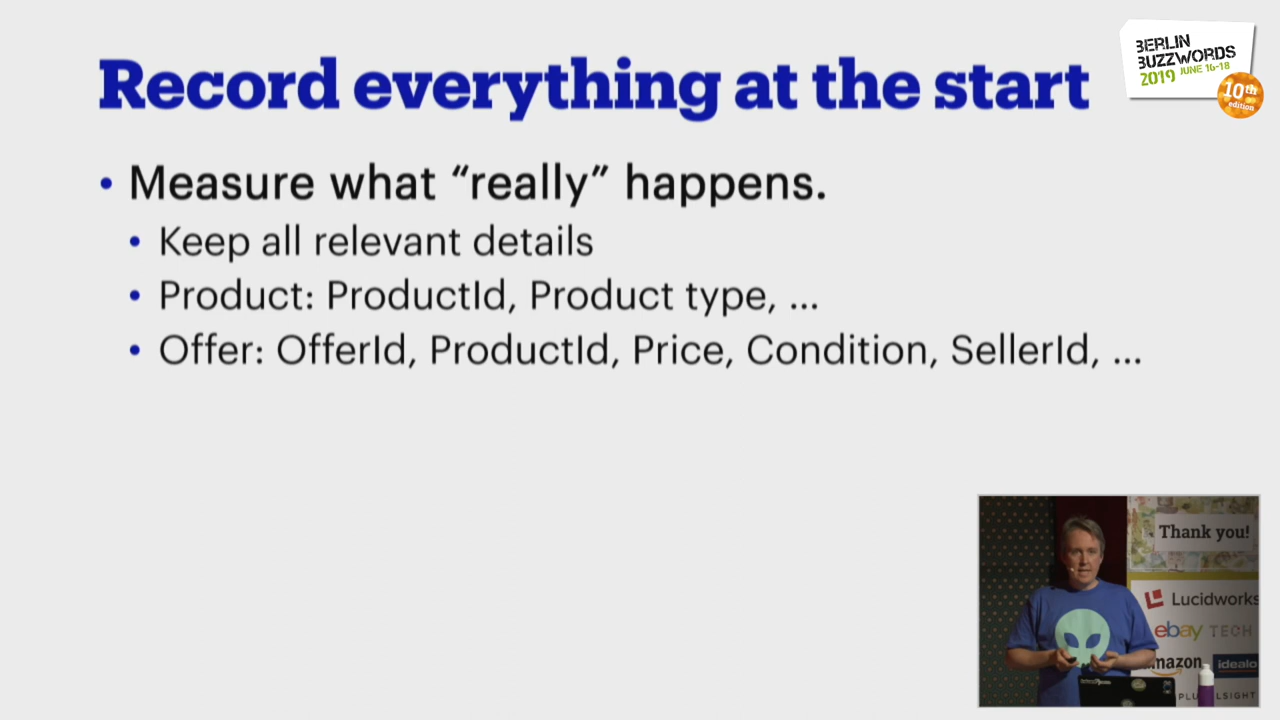 Record everything at the start
BERLIN
BUZZWORDS
2019 JUNE 16-18
10th
edition
• Measure what “really” happens.
• Keep all relevant details
• Product: ProductId, Product type, ...
• Offer: OfferId, ProductId, Price, Condition, SellerId, ...
Thank you!
Lucidworks
ebay TECH
amazon
idealo
PLURALSIGHT